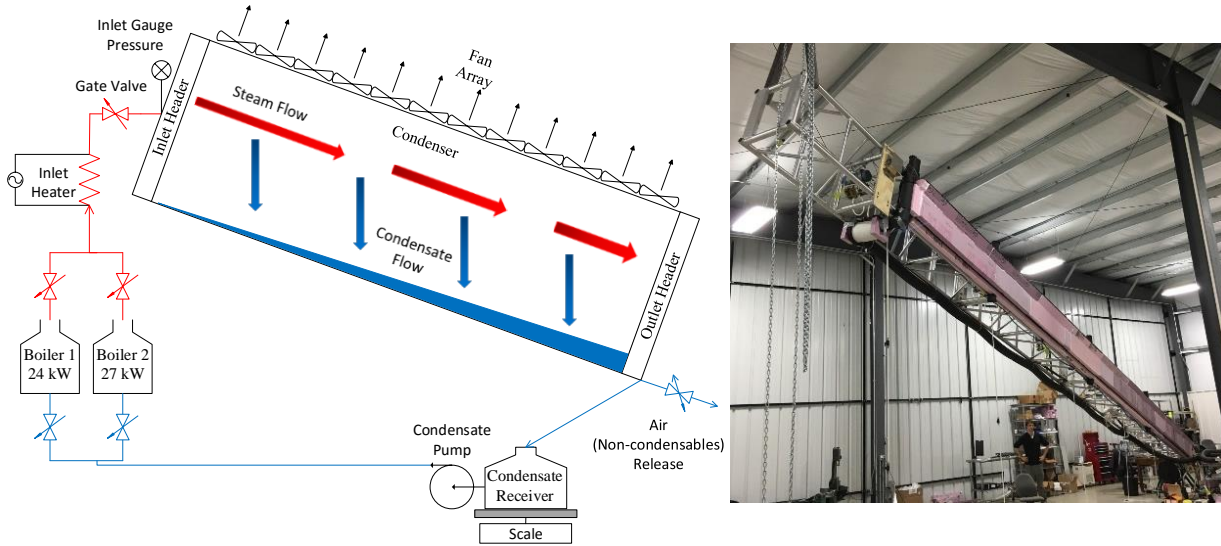 Inlet Gauge
Pressure
Gate Valve
Inlet Header
Fan
Array
Steam Flow
Condenser
Inlet
Heater
Condensate
Flow
Outlet Header
Boiler 1
24 kW
Boiler 2
27 kW
Air
(Non-condensables)
Release
Condensate
Pump
Condensate
Receiver
Scale